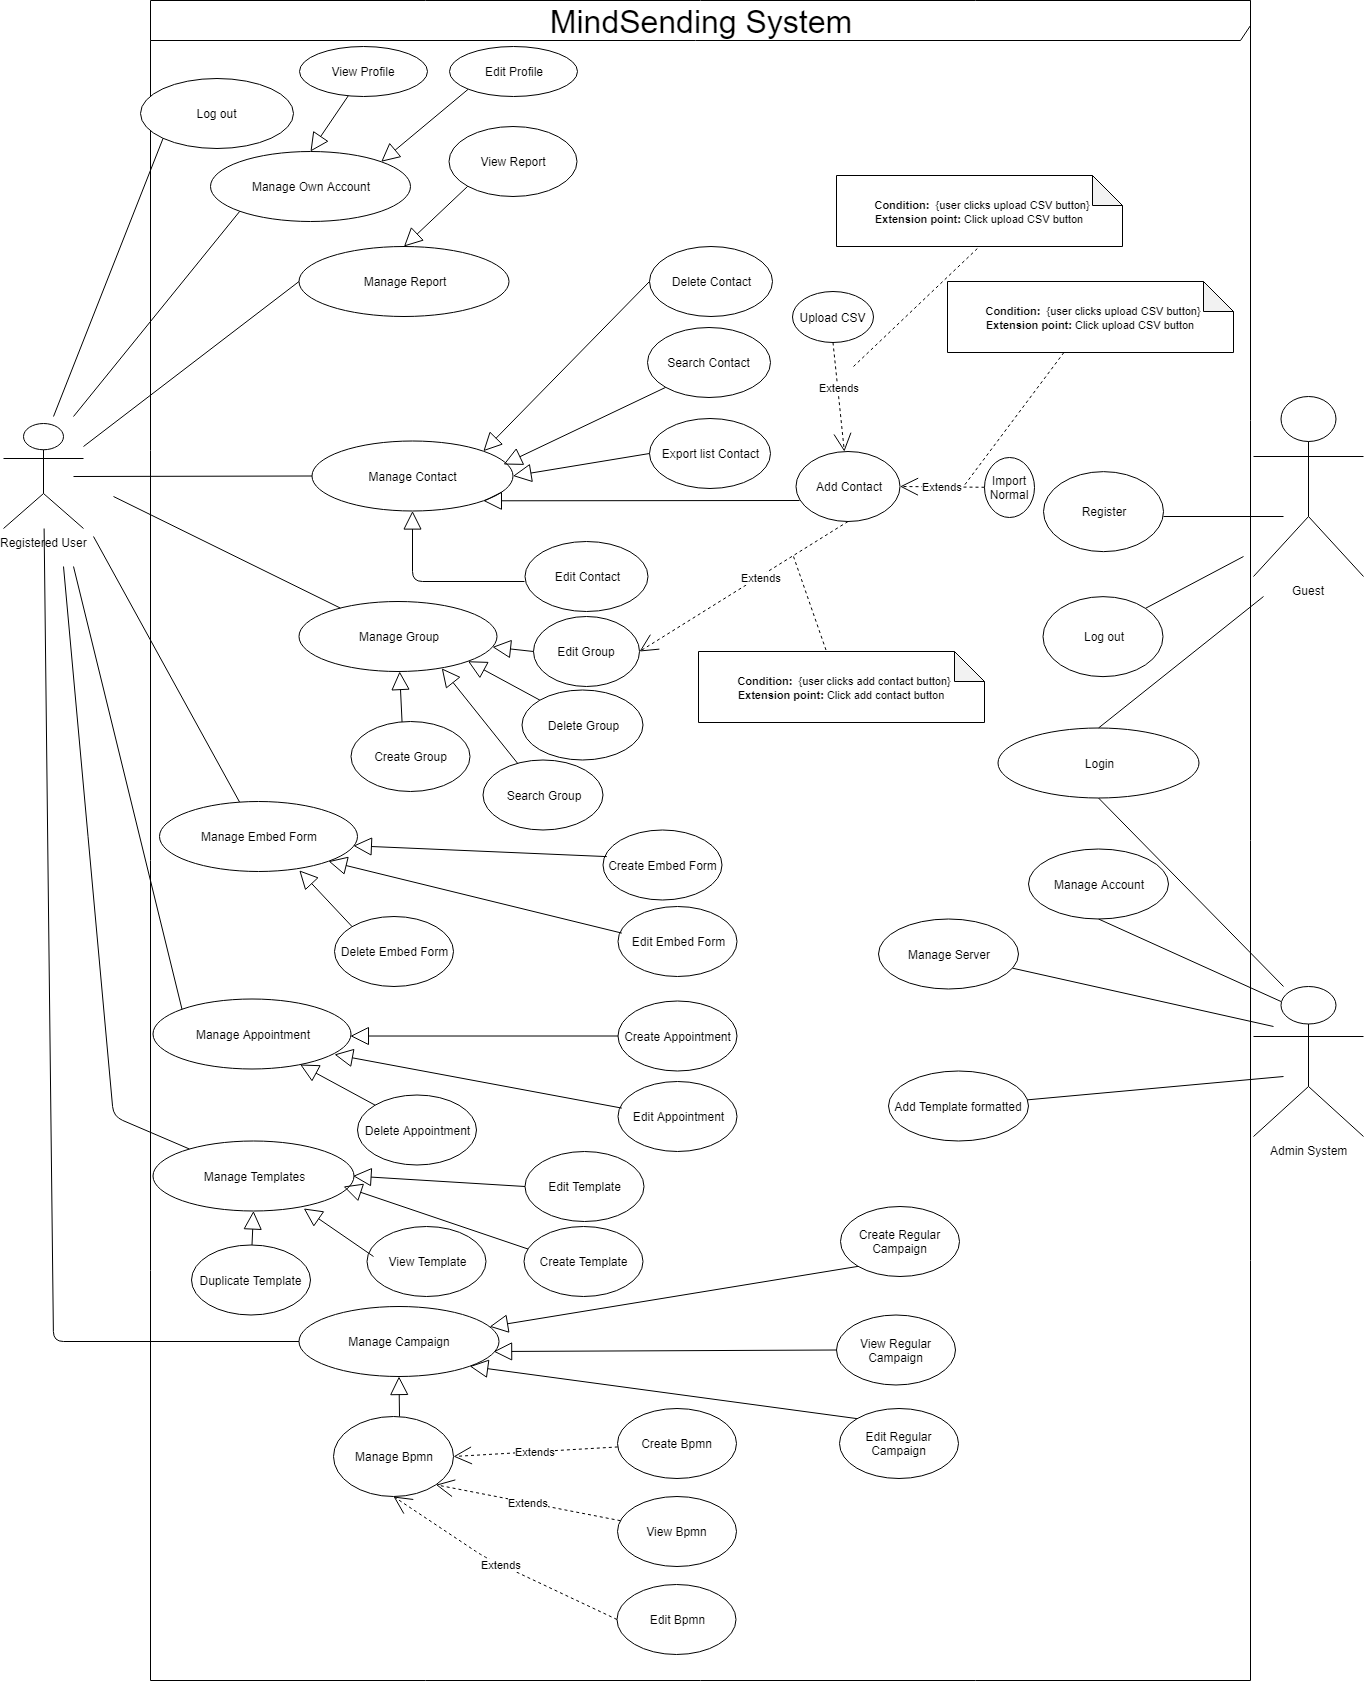 MindSending System
View Profile
Edit Profile
Log out
View Report
Manage Own Account
Condition:  {user clicks upload CSV button}
Extension point: Click upload CSV button
Manage Report
Delete Contact
Upload CSV
Condition:  {user clicks upload CSV button}
Extension point: Click upload CSV button
Search Contact
Extends
Export list Contact
Manage Contact
Add Contact
Extends
Import
Normal
Register
Registered User
Edit Contact
Extends
Guest
Manage Group
Edit Group
Log out
Condition:  {user clicks add contact button}
Extension point: Click add contact button
Delete Group
Create Group
Login
Search Group
Manage Embed Form
Create Embed Form
Manage Account
Edit Embed Form
Delete Embed Form
Manage Server
Manage Appointment
Create Appointment
Add Template formatted
Edit Appointment
Delete Appointment
Admin System
Manage Templates
Edit Template
Create Regular
Campaign
View Template
Create Template
Duplicate Template
Manage Campaign
View Regular
Campaign
Edit Regular
Campaign
Create Bpmn
Extends
Manage Bpmn
Extends
View Bpmn
Extends
Edit Bpmn